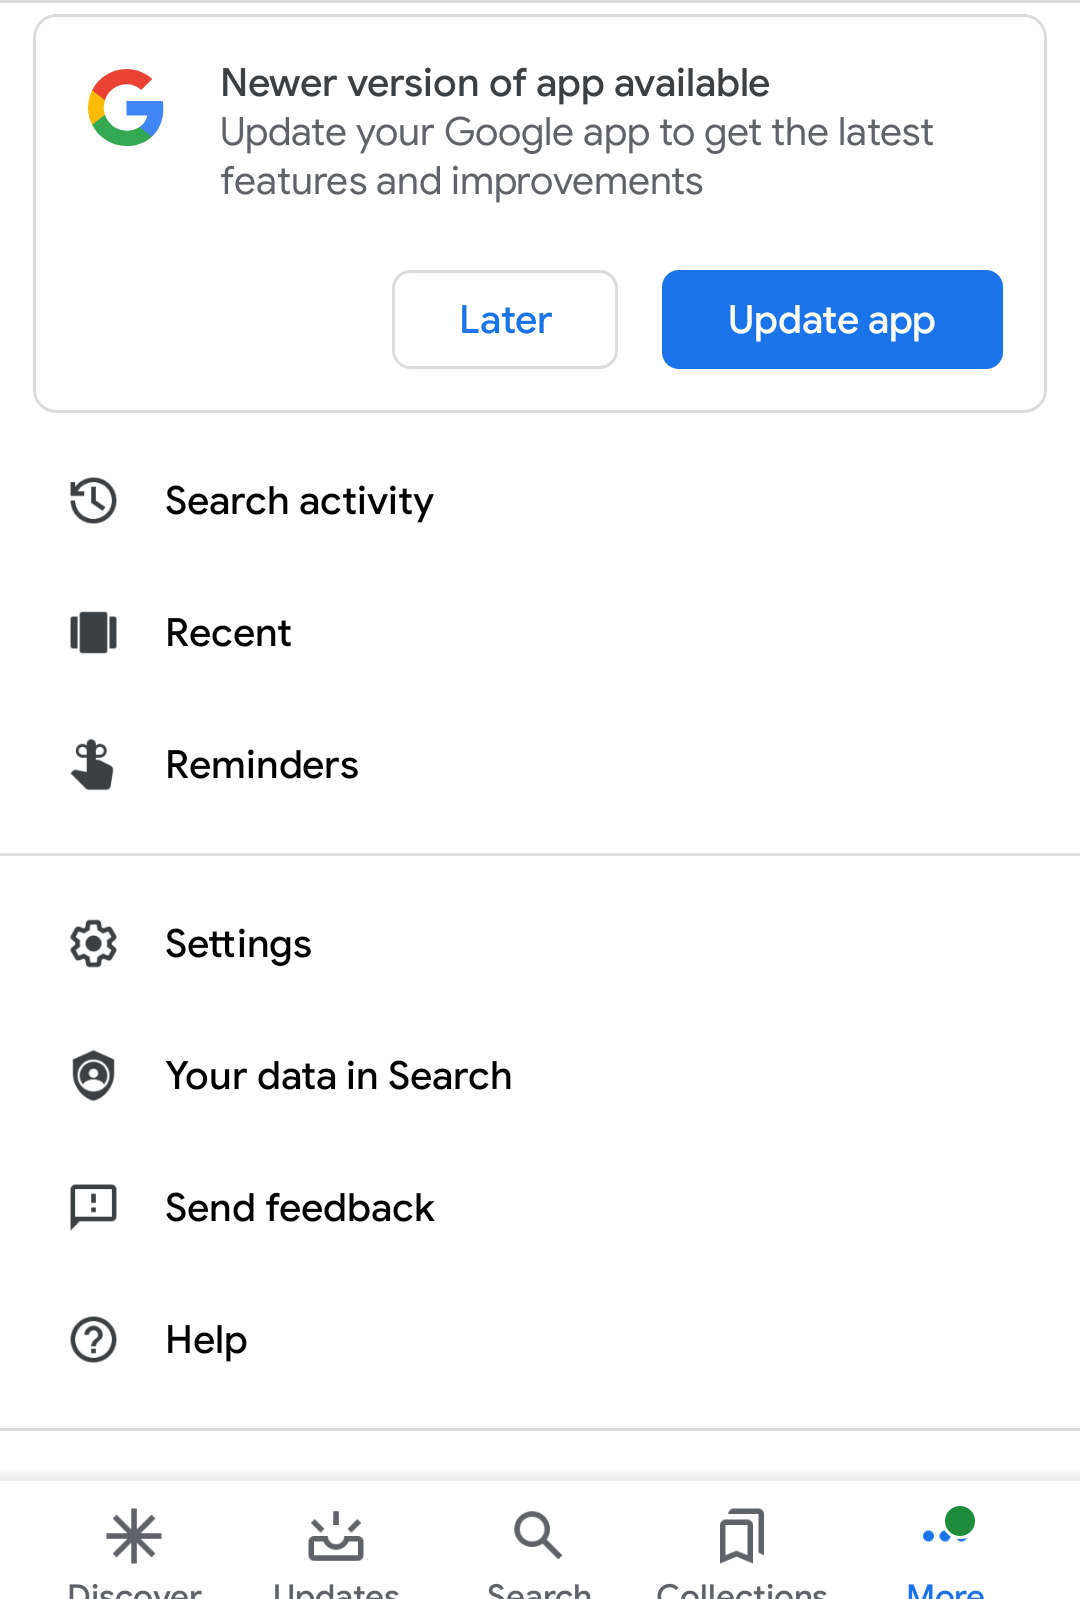 Newer version of app available
Update your Google app to get the latest
features and improvements
Later
Update app
Search activity
Recent
Reminders
Settings
Your data in Search
Send feedback
Help
Discover
Updates
Search
Collections
More